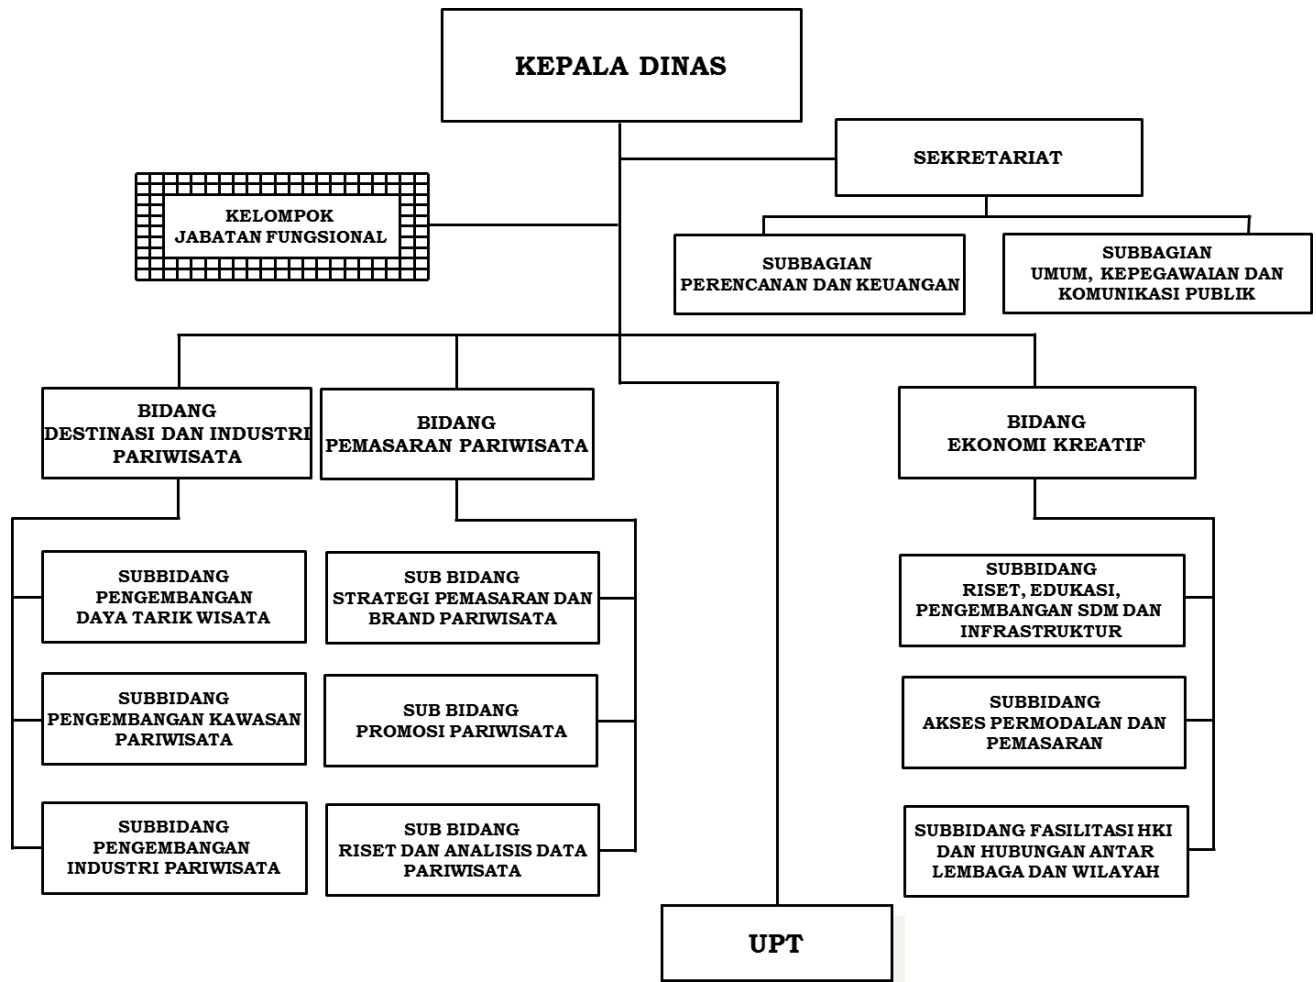 KEPALA DINAS
SEKRETARIAT
KELOMPOK
JABATAN FUNGSIONAL
SUBBAGIAN
PERENCANAN DAN KEUANGAN
SUBBAGIAN
UMUM, KEPEGAWAIAN DAN
KOMUNIKASI PUBLIK
BIDANG
DESTINASI DAN INDUSTRI
PARIWISATA
BIDANG
PEMASARAN PARIWISATA
BIDANG
EKONOMI KREATIF
SUBBIDANG
PENGEMBANGAN
DAYA TARIK WISATA
SUB BIDANG
STRATEGI PEMASARAN DAN
BRAND PARIWISATA
SUBBIDANG
RISET, EDUKASI,
PENGEMBANGAN SDM DAN
INFRASTRUKTUR
SUBBIDANG
PENGEMBANGAN KAWASAN
PARIWISATA
SUB BIDANG
PROMOSI PARIWISATA
SUBBIDANG
AKSES PERMODALAN DAN
PEMASARAN
SUBBIDANG
PENGEMBANGAN
INDUSTRI PARIWISATA
SUB BIDANG
RISET DAN ANALISIS DATA
PARIWISATA
SUBBIDANG FASILITASI HKI
DAN HUBUNGAN ANTAR
LEMBAGA DAN WILAYAH
UPT